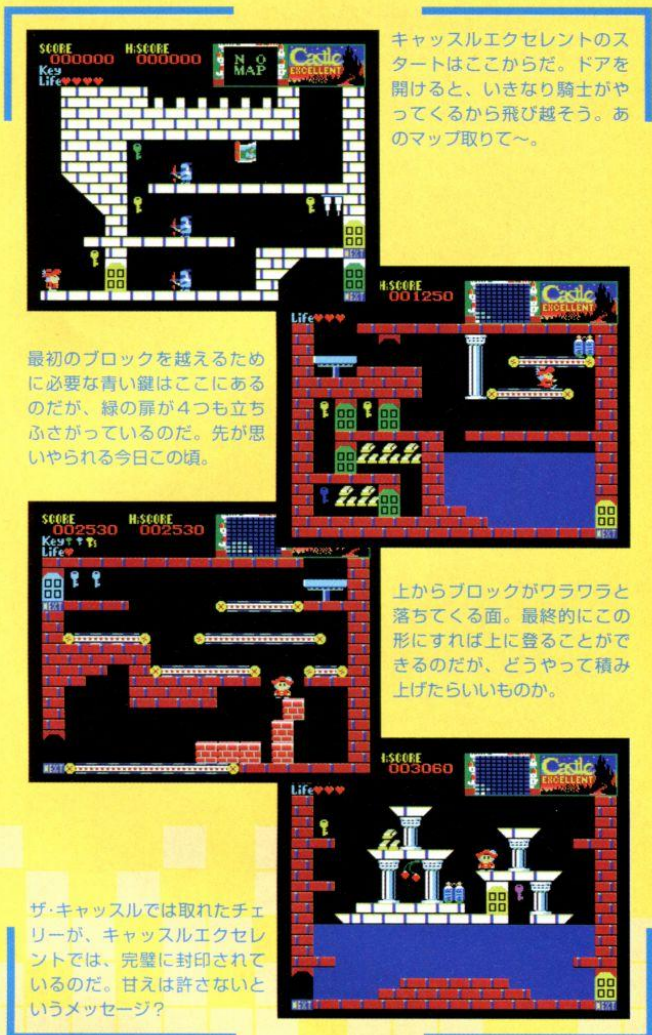 SCORE HiSCORE
000000 000000
Key
Life
N O
MAP
Castle
EXCELLENT
NEXT
NEXT
キャッスルエクセレントのス
タートはここからだ。ドアを
開けると、いきなり騎士がや
ってくるから飛び越そう。あ
のマップ取りて〜。
HiSCORE
001250
Castle
EXCELLENT
Life
NEXT
最初のブロックを越えるため
に必要な青い鍵はここにある
のだが、緑の扉が4つも立ち
ふさがっているのだ。先が思
いやられる今日この頃。
SCORE HiSCORE
002530 002530
Key
Life
NEXT
NEXT
上からブロックがワラワラと
落ちてくる面。最終的にこの
形にすれば上に登ることがで
きるのだが、どうやって積み
上げたらいいものか。
HiSCORE
003060
Castle
EXCELLENT
Life
NEXT
NEXT
ザ・キャッスルでは取れたチェ
リーが、キャッスルエクセレ
ントでは、完璧に封印されて
いるのだ。甘えは許さないと
いうメッセージ?